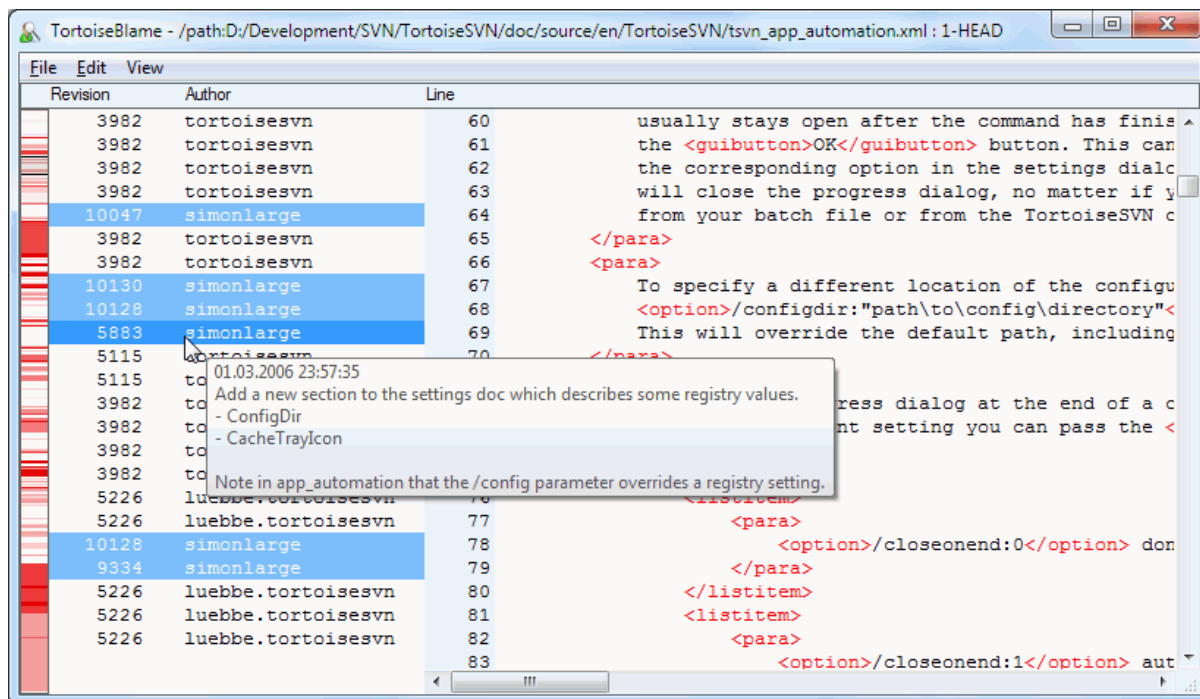 TortoiseBlame - /path:D:/Development/SVN/TortoiseSVN/doc/source/en/TortoiseSVN/tsvn_app_automation.xml : 1-HEAD
File Edit View
Revision Author Line
3982 tortoisesvn 60 usually stays open after the command has finis
3982 tortoisesvn 61 the <guibutton>OK</guibutton> button. This can
3982 tortoisesvn 62 the corresponding option in the settings dialc
3982 tortoisesvn 63 will close the progress dialog, no matter if y
10047 simonlarge 64 from your batch file or from the TortoiseSVN c
3982 tortoisesvn 65 </para>
3982 tortoisesvn 66 <para>
10130 simonlarge 67 To specify a different location of the configu
10128 simonlarge 68 <option>/configdir:"path\to\config\directory"<
5883 simonlarge 69 This will override the default path, including
5115 tortoisesvn 70 </para>
01.03.2006 23:57:35
5115 to
Add a new section to the settings doc which describes some registry values.
3982 to ress dialog at the end of a c
- ConfigDir
3982 to nt setting you can pass the <
- CacheTrayIcon
3982 to
3982 to
Note in app_automation that the /config parameter overrides a registry setting.
5226 luebbe.tortoisesvn 76 <listitem>
5226 luebbe.tortoisesvn 77 <para>
10128 simonlarge 78 <option>/closeonend:0</option> don
9334 simonlarge 79 </para>
5226 luebbe.tortoisesvn 80 </listitem>
5226 luebbe.tortoisesvn 81 <listitem>
5226 luebbe.tortoisesvn 82 <para>
83 <option>/closeonend:1</option> aut